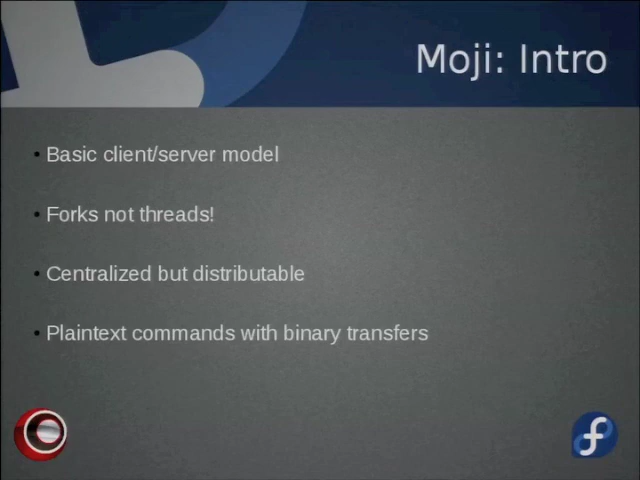 Moji: Intro
• Basic client/server model
• Forks not threads!
• Centralized but distributable
• Plaintext commands with binary transfers